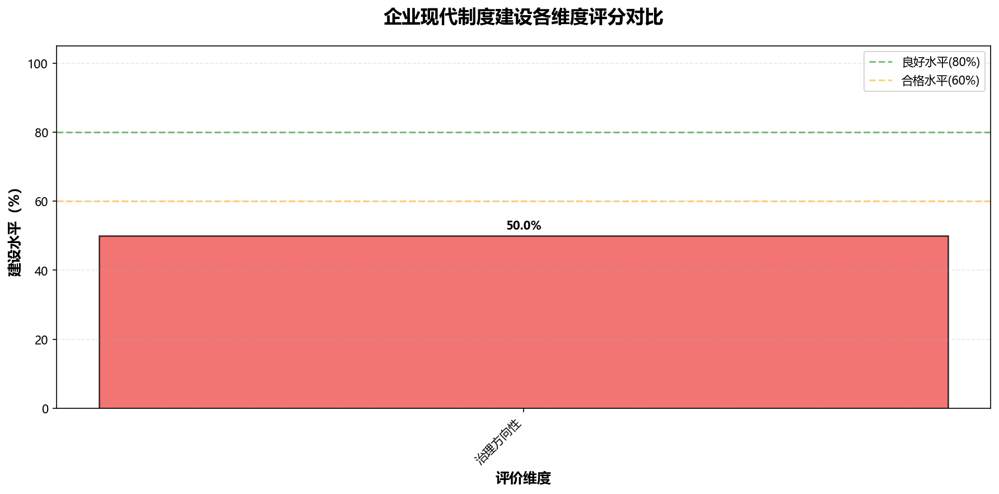 企业现代制度建设各维度评分对比
良好水平(80%)
合格水平(60%)
建设水平 (%)
100
80
60
40
20
0
50.0%
治理方向性
评价维度